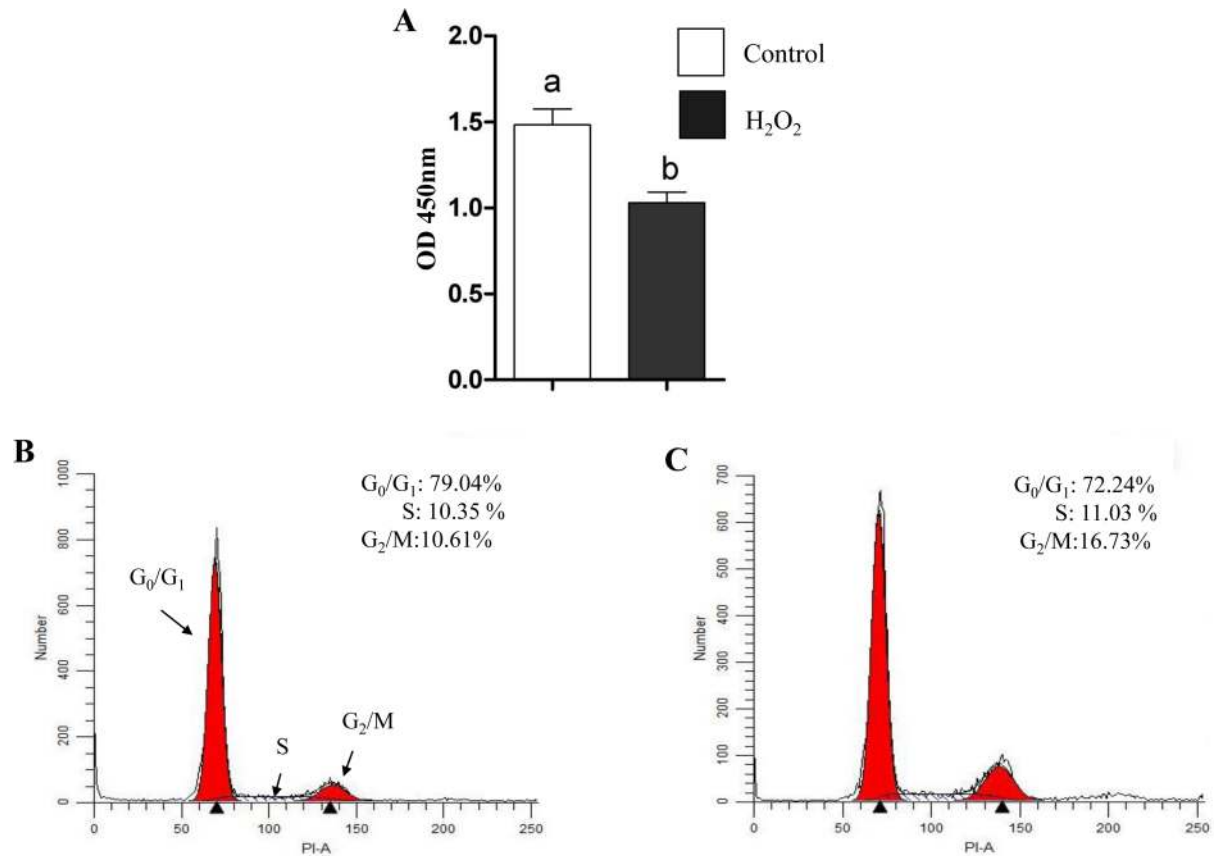 A
2.0
1.5
1.0
0.5
0.0
OD 450nm
a
b
Control
H₂O₂
B
1000
800
600
400
200
0
Number
G₀/G₁: 79.04%
S: 10.35 %
G₂/M:10.61%
G₀/G₁
S
G₂/M
0 50 100 150 200 250
PI-A
C
700
600
500
400
300
200
100
0
Number
G₀/G₁: 72.24%
S: 11.03 %
G₂/M:16.73%
0 50 100 150 200 250
PI-A